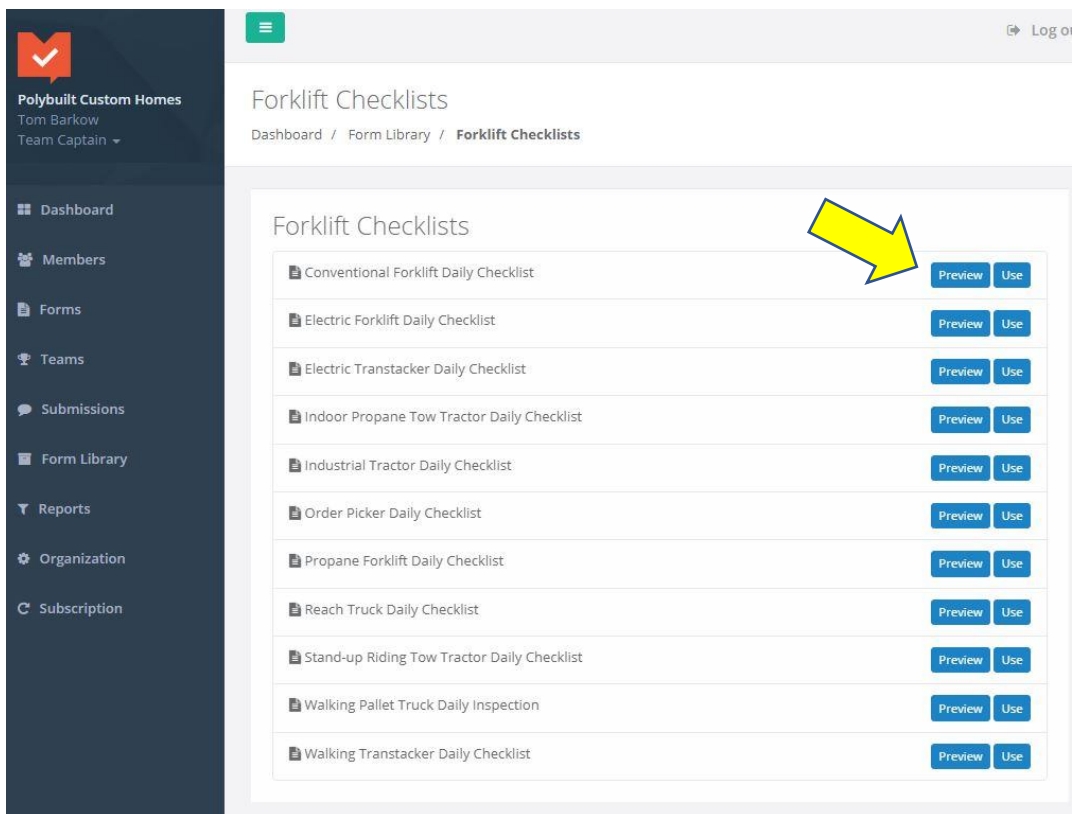 Polybuilt Custom Homes
Tom Barkow
Team Captain
Dashboard
Members
Forms
Teams
Submissions
Form Library
Reports
Organization
Subscription
Forklift Checklists
Dashboard / Form Library / Forklift Checklists
Forklift Checklists
Conventional Forklift Daily Checklist Preview Use
Electric Forklift Daily Checklist Preview Use
Electric Transtacker Daily Checklist Preview Use
Indoor Propane Tow Tractor Daily Checklist Preview Use
Industrial Tractor Daily Checklist Preview Use
Order Picker Daily Checklist Preview Use
Propane Forklift Daily Checklist Preview Use
Reach Truck Daily Checklist Preview Use
Stand-up Riding Tow Tractor Daily Checklist Preview Use
Walking Pallet Truck Daily Inspection Preview Use
Walking Transtacker Daily Checklist Preview Use
Log